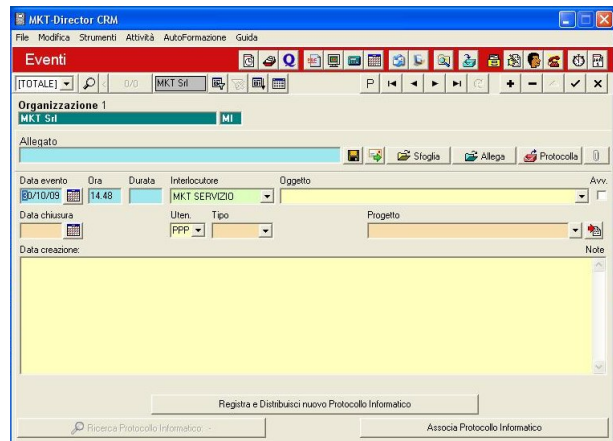 MKT-Director CRM
File Modifica Strumenti Attività AutoFormazione Guida
Eventi
[TOTALE] 0/0 MKT Srl P
Organizzazione 1
MKT Srl MI
Allegato
Sfoglia Allega Protocolla
Data evento Ora Durata Interlocutore Oggetto Avv.
30/10/09 14.48 MKT SERVIZIO
Data chiusura Uten. Tipo Progetto
PPP
Data creazione: Note
Registra e Distribuisci nuovo Protocollo Informatico
Ricerca Protocollo Informatico: - Associa Protocollo Informatico